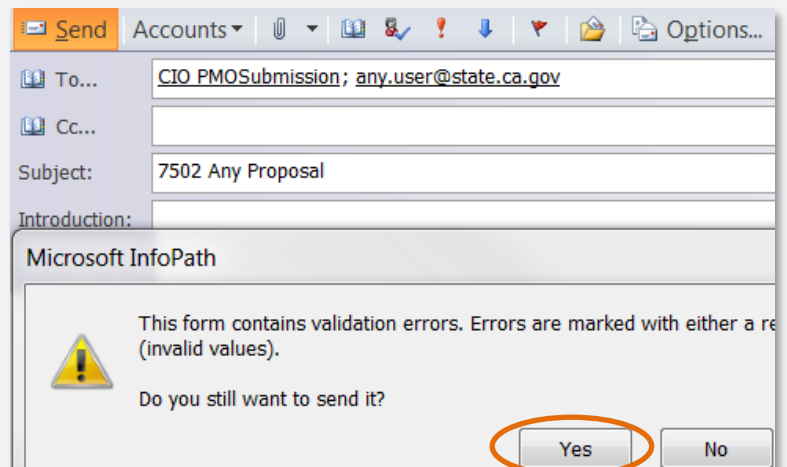 Send Accounts Options...
To... CIO PMOSubmission; any.user@state.ca.gov
Cc...
Subject: 7502 Any Proposal
Introduction:
Microsoft InfoPath
This form contains validation errors. Errors are marked with either a re
(invalid values).
Do you still want to send it?
Yes No